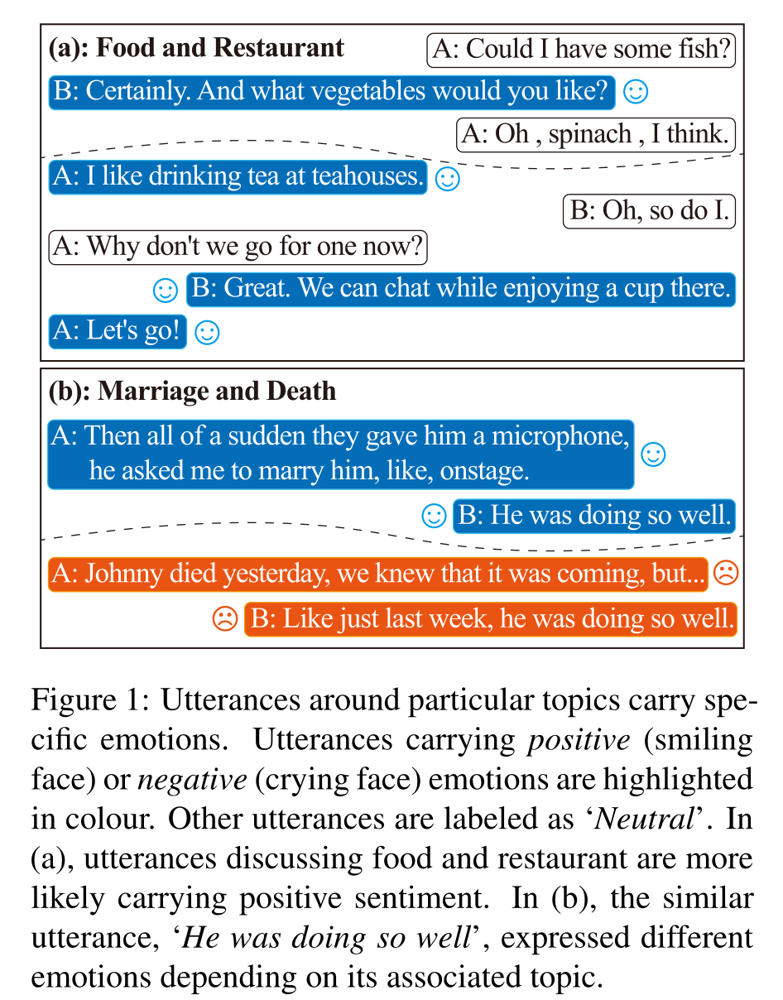 (a): Food and Restaurant
A: Could I have some fish?
B: Certainly. And what vegetables would you like?
A: Oh , spinach , I think.
A: I like drinking tea at teahouses.
B: Oh, so do I.
A: Why don't we go for one now?
B: Great. We can chat while enjoying a cup there.
A: Let's go!
(b): Marriage and Death
A: Then all of a sudden they gave him a microphone,
he asked me to marry him, like, onstage.
B: He was doing so well.
A: Johnny died yesterday, we knew that it was coming, but...
B: Like just last week, he was doing so well.
Figure 1: Utterances around particular topics carry spe-
cific emotions. Utterances carrying positive (smiling
face) or negative (crying face) emotions are highlighted
in colour. Other utterances are labeled as ‘Neutral’. In
(a), utterances discussing food and restaurant are more
likely carrying positive sentiment. In (b), the similar
utterance, ‘He was doing so well’, expressed different
emotions depending on its associated topic.